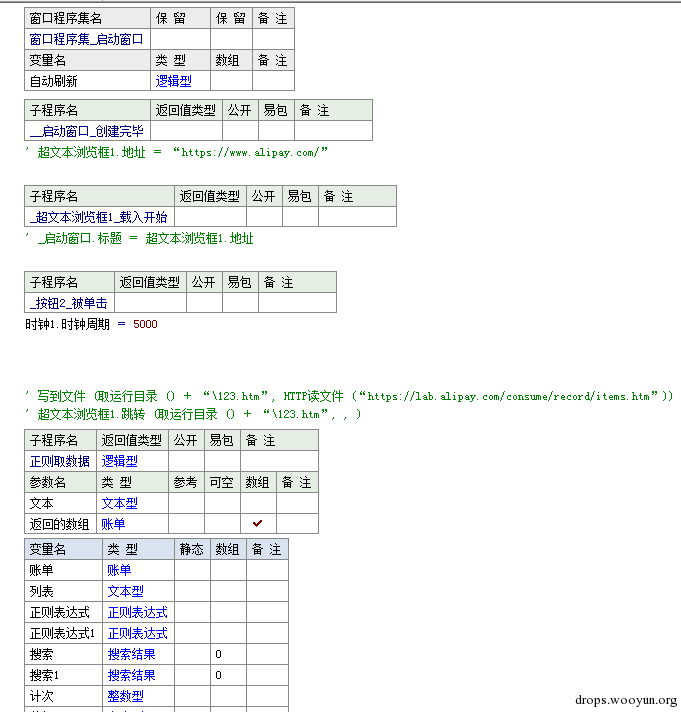 窗口程序集名 保 留 保 留 备 注
窗口程序集_启动窗口
变量名 类 型 数组 备 注
自动刷新 逻辑型
子程序名 返回值类型 公开 易包 备 注
__启动窗口_创建完毕
' 超文本浏览框1.地址 ＝ “https://www.alipay.com/”
子程序名 返回值类型 公开 易包 备 注
_超文本浏览框1_载入开始
' _启动窗口.标题 ＝ 超文本浏览框1.地址
子程序名 返回值类型 公开 易包 备 注
_按钮2_被单击
时钟1.时钟周期 ＝ 5000
' 写到文件 (取运行目录 () ＋ “\123.htm”, HTTP读文件 (“https://lab.alipay.com/consume/record/items.htm”))
' 超文本浏览框1.跳转 (取运行目录 () ＋ “\123.htm”, , )
子程序名 返回值类型 公开 易包 备 注
正则取数据 逻辑型
参数名 类 型 参考 可空 数组 备 注
文本 文本型
返回的数组 账单 ✓
变量名 类 型 静态 数组 备 注
账单 账单
列表 文本型
正则表达式 正则表达式
正则表达式1 正则表达式
搜索 搜索结果 0
搜索1 搜索结果 0
计次 整数型
drops.wooyun.org